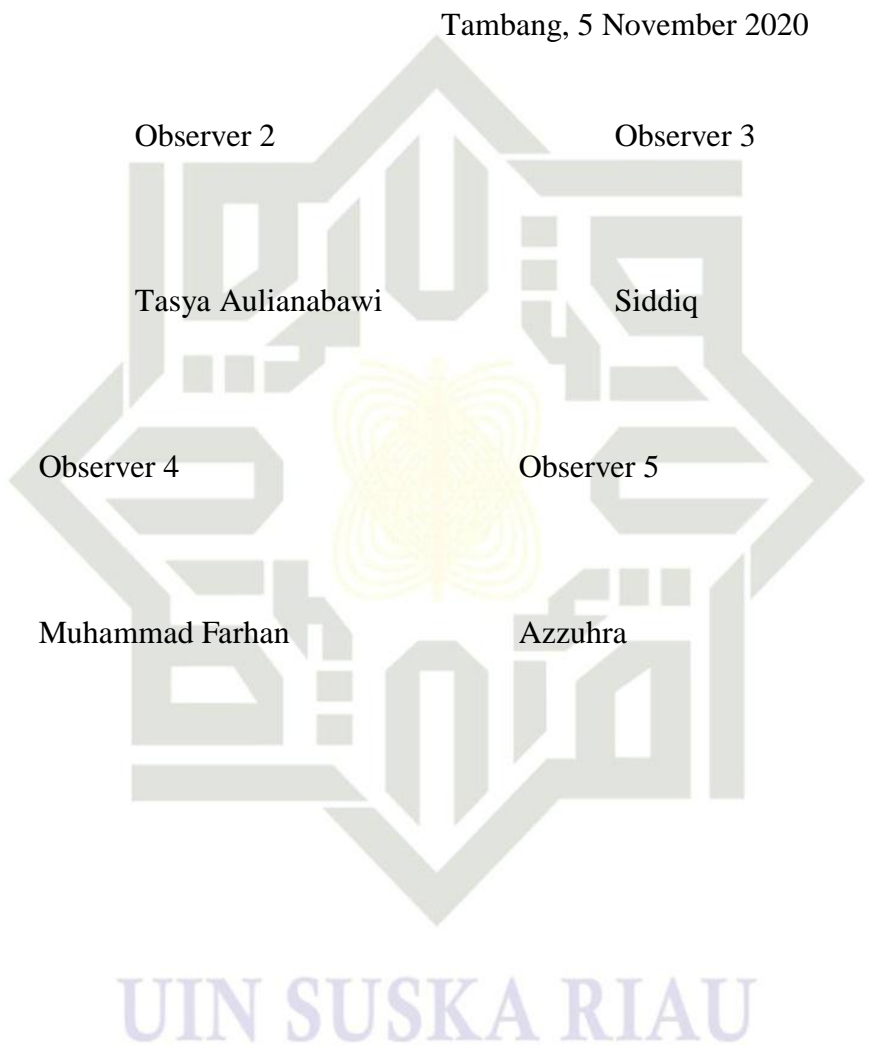 Tambang, 5 November 2020
Observer 2 Observer 3
Tasya Aulianabawi Siddiq
Observer 4 Observer 5
Muhammad Farhan Azzuhra
UIN SUSKA RIAU